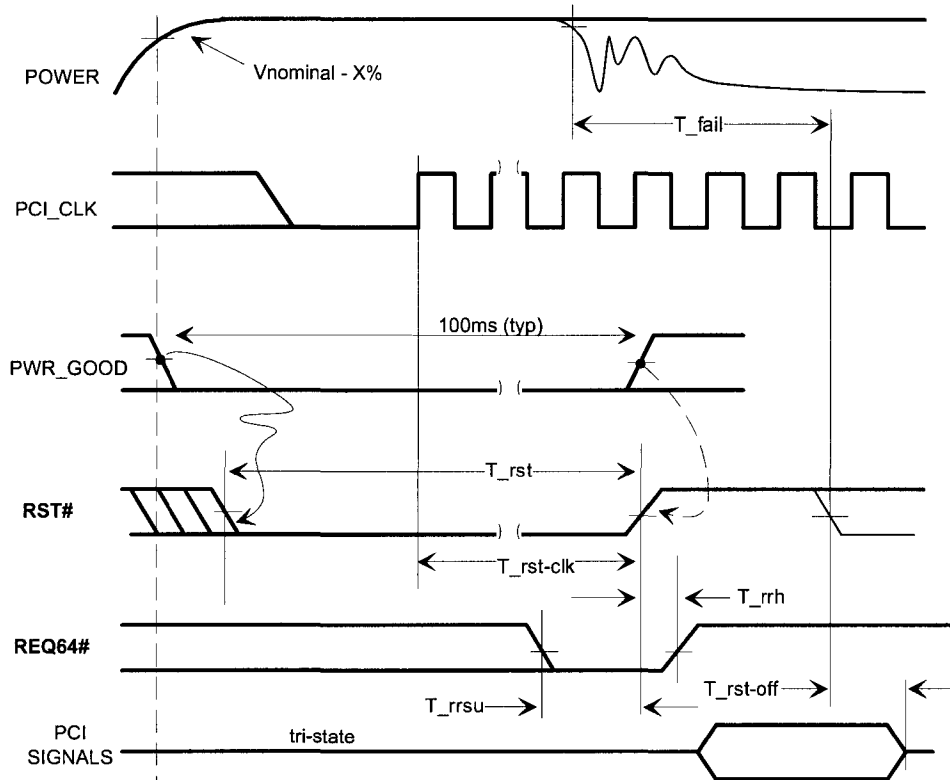 POWER
Vnominal - X%
T_fail
PCI_CLK
100ms (typ)
PWR_GOOD
T_rst
RST#
T_rst-clk
T_rrh
REQ64#
T_rrsu
T_rst-off
PCI
SIGNALS
tri-state